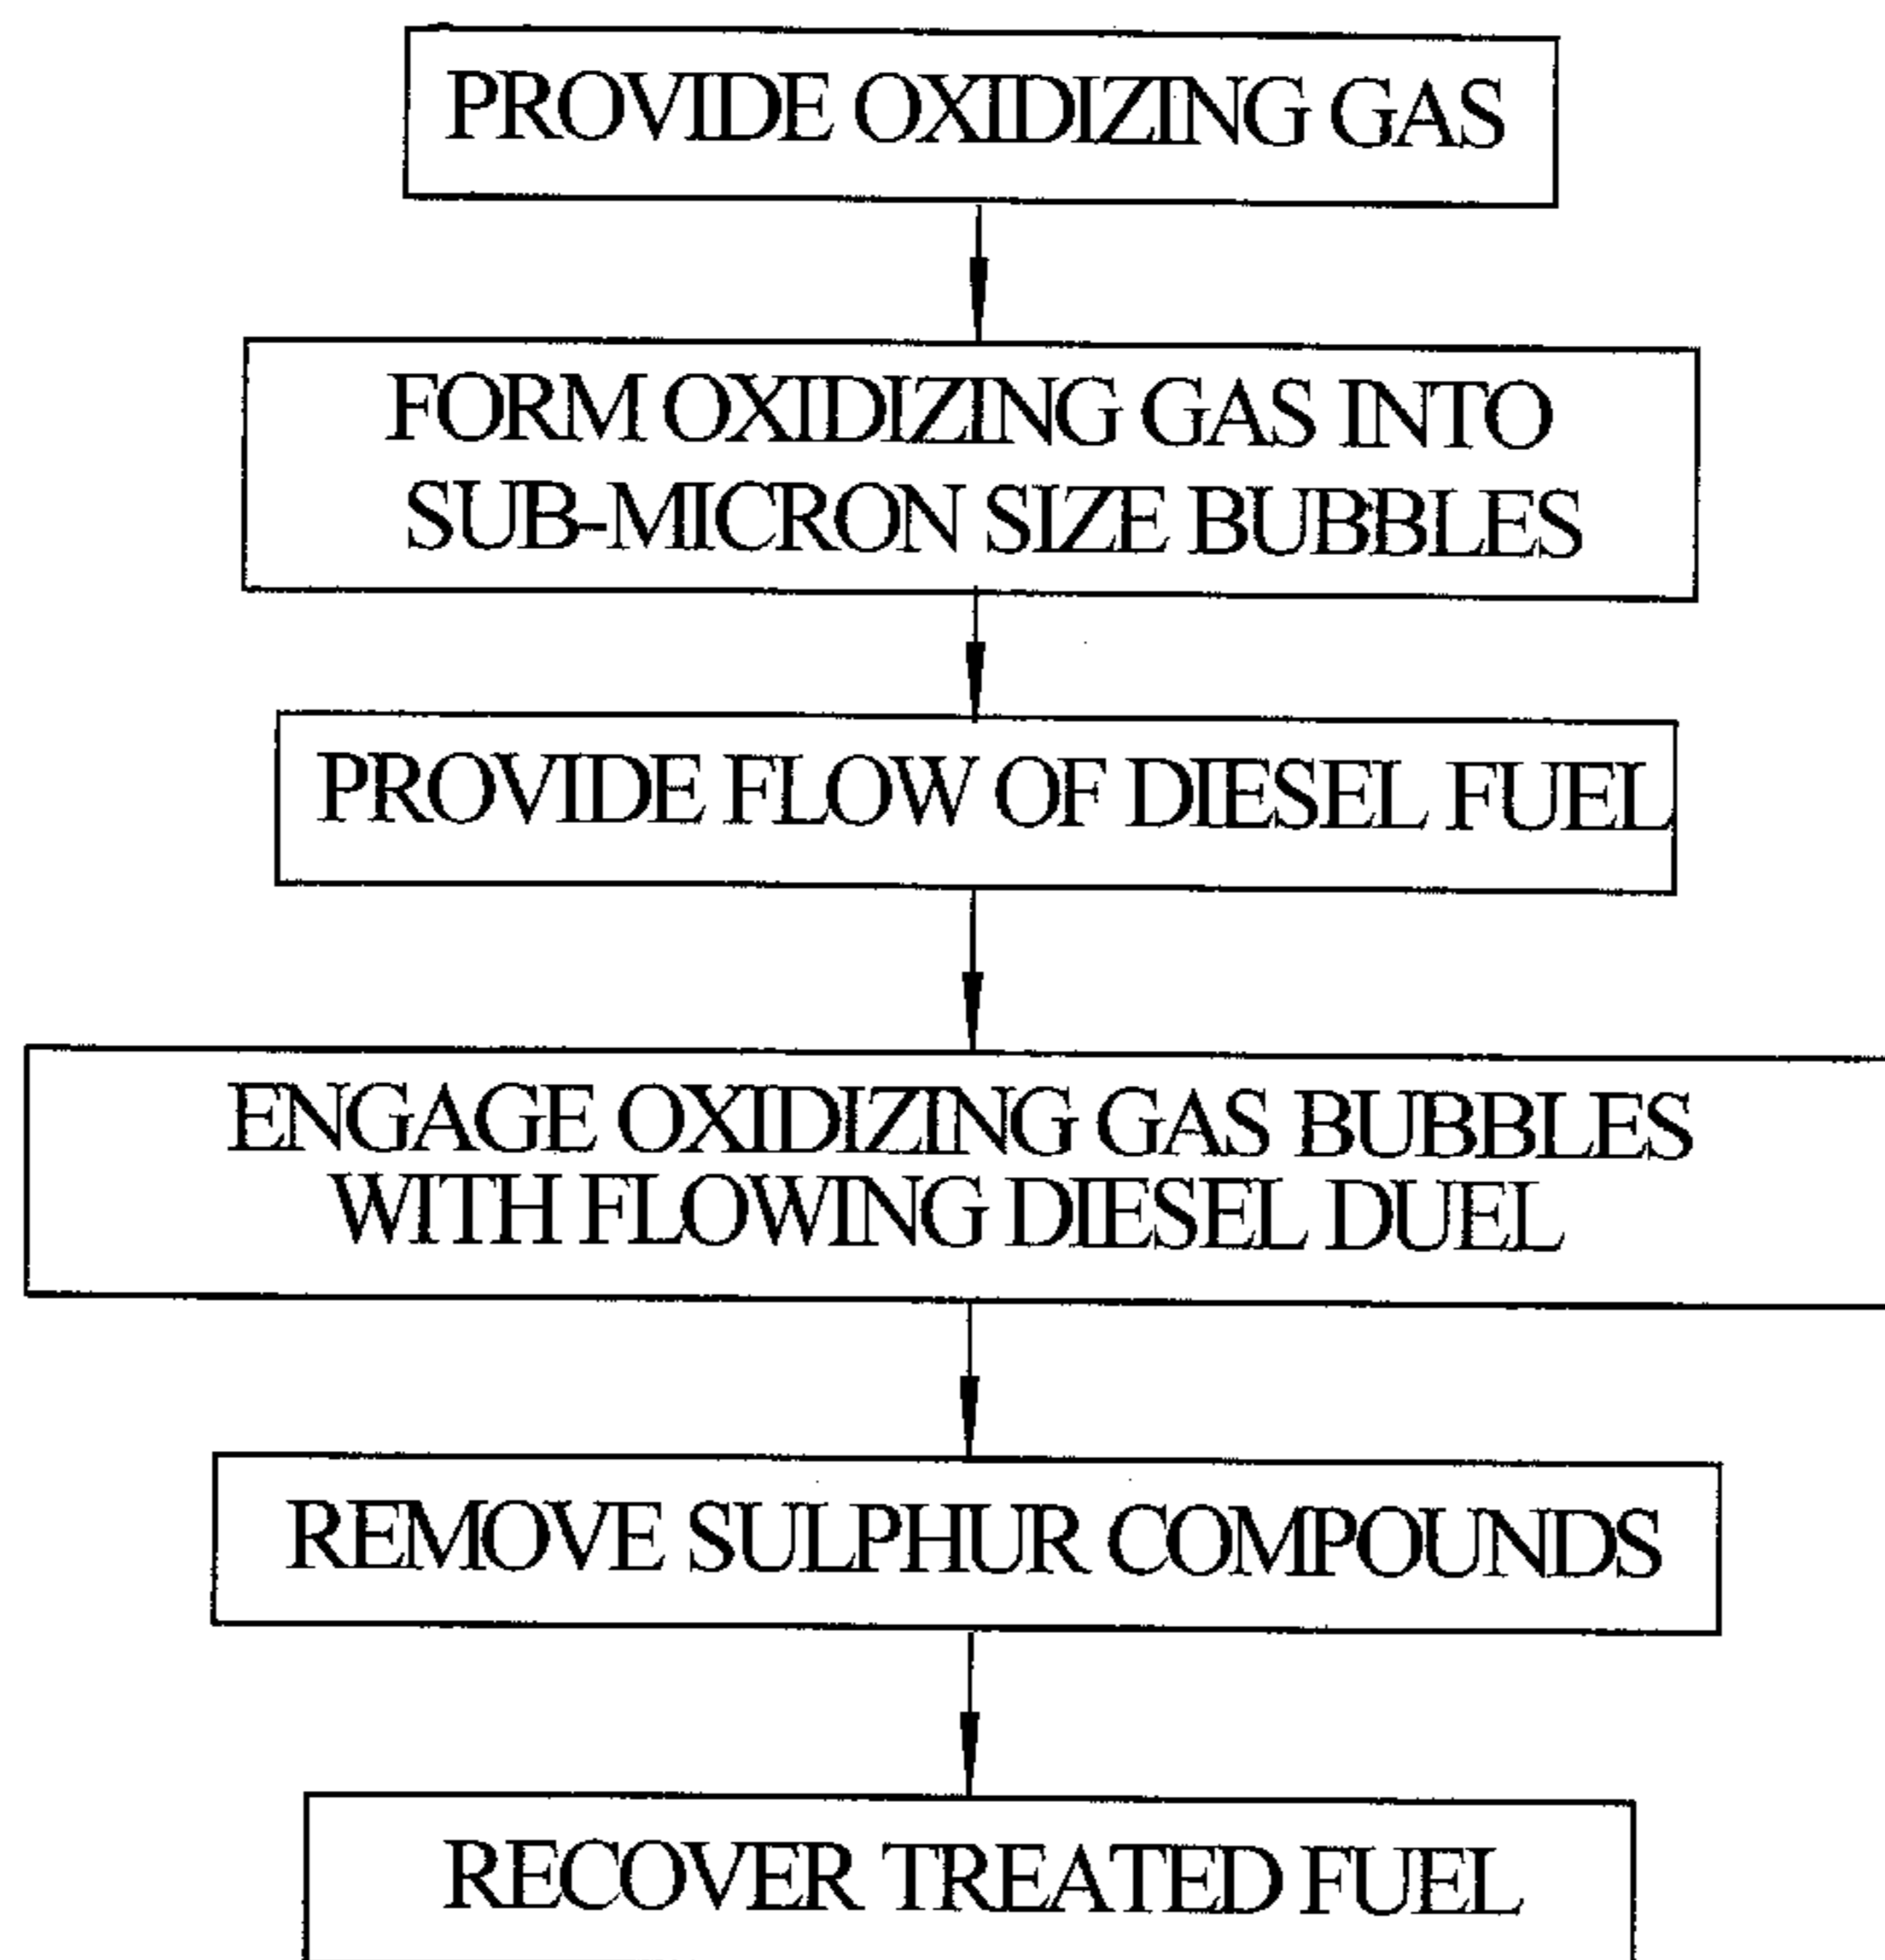 PROVIDE OXIDIZING GAS
FORM OXIDIZING GAS INTO
SUB-MICRON SIZE BUBBLES
PROVIDE FLOW OF DIESEL FUEL
ENGAGE OXIDIZING GAS BUBBLES
WITH FLOWING DIESEL DUEL
REMOVE SULPHUR COMPOUNDS
RECOVER TREATED FUEL